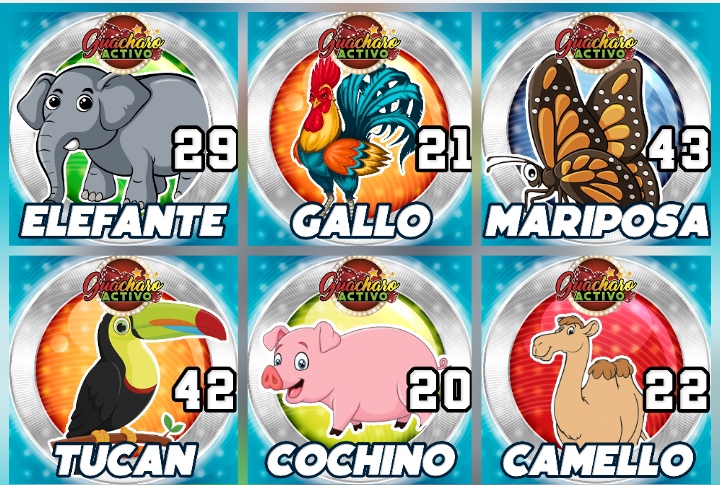 Guácharo
ACTIVO
29
ELEFANTE
Guácharo
ACTIVO
21
GALLO
Guácharo
ACTIVO
43
MARIPOSA
Guácharo
ACTIVO
42
TUCAN
Guácharo
ACTIVO
20
COCHINO
Guácharo
ACTIVO
22
CAMELLO